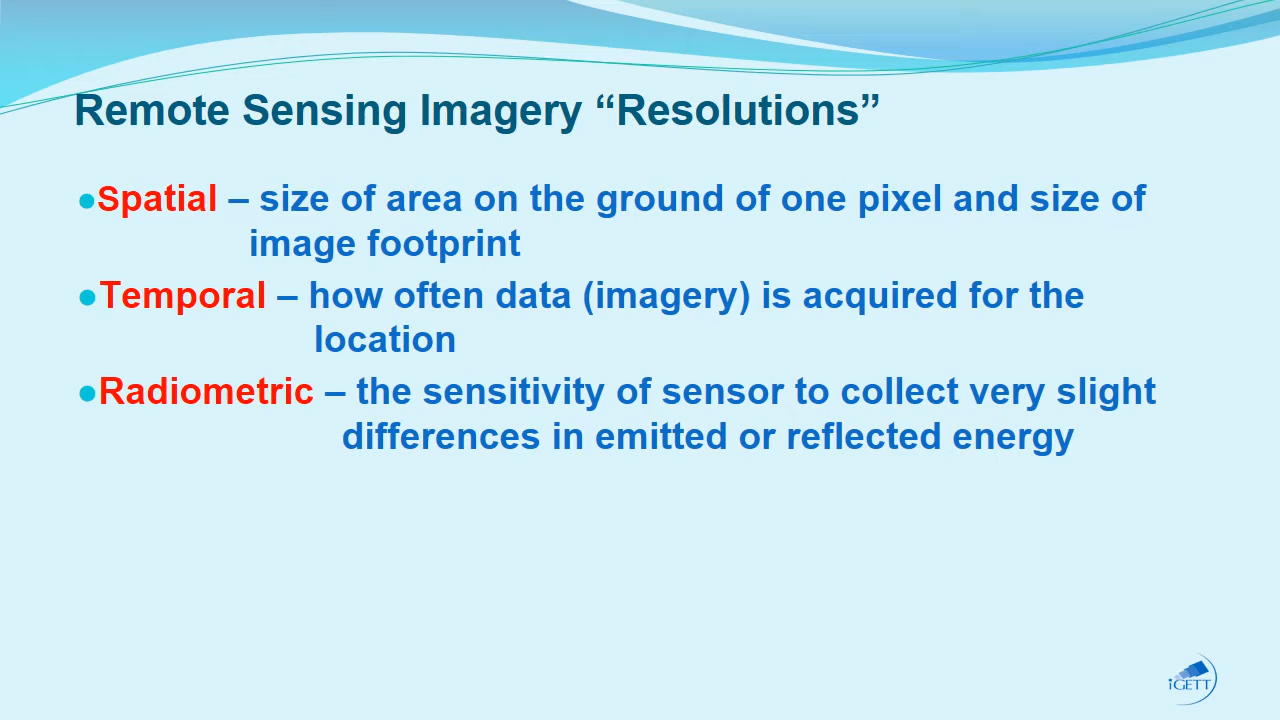 Remote Sensing Imagery “Resolutions”
●Spatial – size of area on the ground of one pixel and size of
image footprint
●Temporal – how often data (imagery) is acquired for the
location
●Radiometric – the sensitivity of sensor to collect very slight
differences in emitted or reflected energy
iGETT